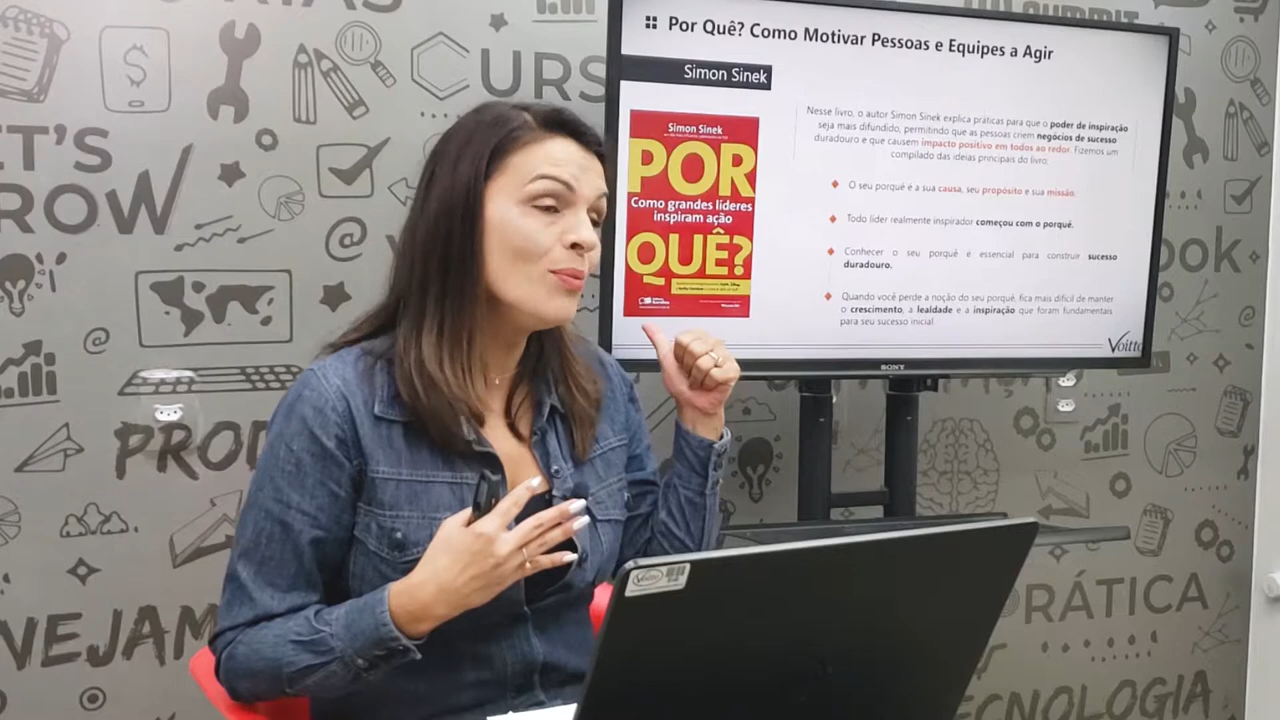 CURS
LET'S
ROW
PROD
NEJAM
PRÁTICA
ECNOLOGIA
ook
SUMMIT
Por Quê? Como Motivar Pessoas e Equipes a Agir
Simon Sinek
Simon Sinek
POR
Como grandes líderes
inspiram ação
QUÊ?
Nesse livro, o autor Simon Sinek explica práticas para que o poder de inspiração
seja mais difundido, permitindo que as pessoas criem negócios de sucesso
duradouro e que causem impacto positivo em todos ao redor. Fizemos um
compilado das ideias principais do livro:
O seu porquê é a sua causa, seu propósito e sua missão.
Todo líder realmente inspirador começou com o porquê.
Conhecer o seu porquê é essencial para construir sucesso
duradouro.
Quando você perde a noção do seu porquê, fica mais difícil de manter
o crescimento, a lealdade e a inspiração que foram fundamentais
para seu sucesso inicial.
Voitto
SONY
Voitto